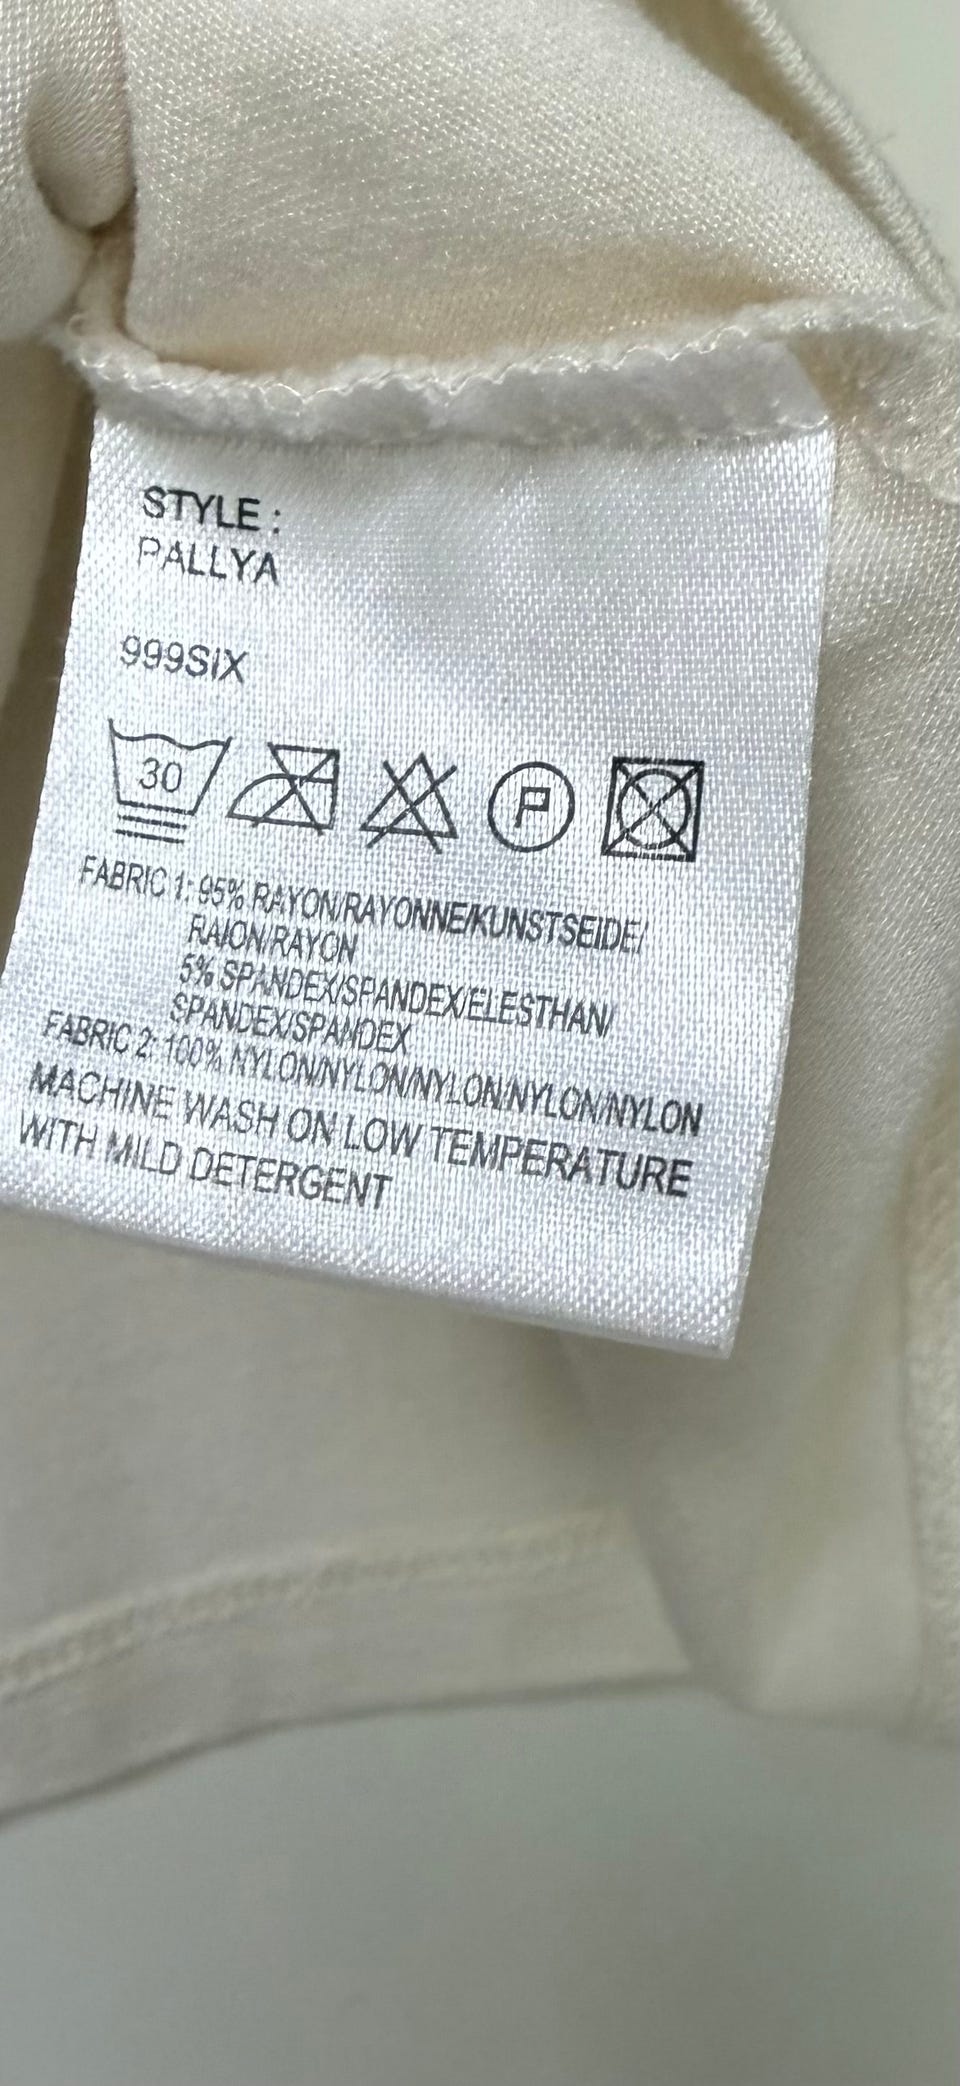 STYLE :
PALLYA
999SIX
30
P
FABRIC 1: 95% RAYON/RAYONNE/KUNSTSEIDE/
RAION/RAYON
5% SPANDEX/SPANDEX/ELESTHAN/
SPANDEX/SPANDEX
FABRIC 2: 100% NYLON/NYLON/NYLON/NYLON/NYLON
MACHINE WASH ON LOW TEMPERATURE
WITH MILD DETERGENT